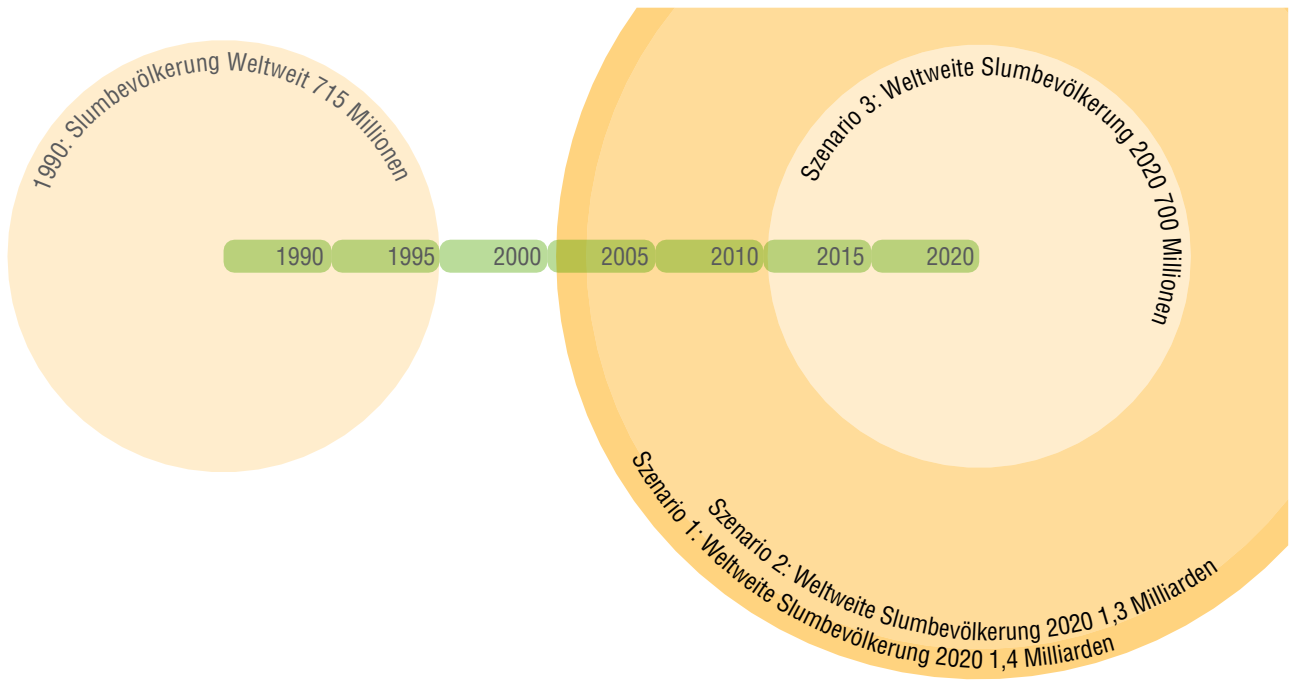 1990: Slumbevölkerung Weltweit 715 Millionen
Szenario 3: Weltweite Slumbevölkerung 2020 700 Millionen
1990 1995 2000 2005 2010 2015 2020
Szenario 2: Weltweite Slumbevölkerung 2020 1,3 Milliarden
Szenario 1: Weltweite Slumbevölkerung 2020 1,4 Milliarden